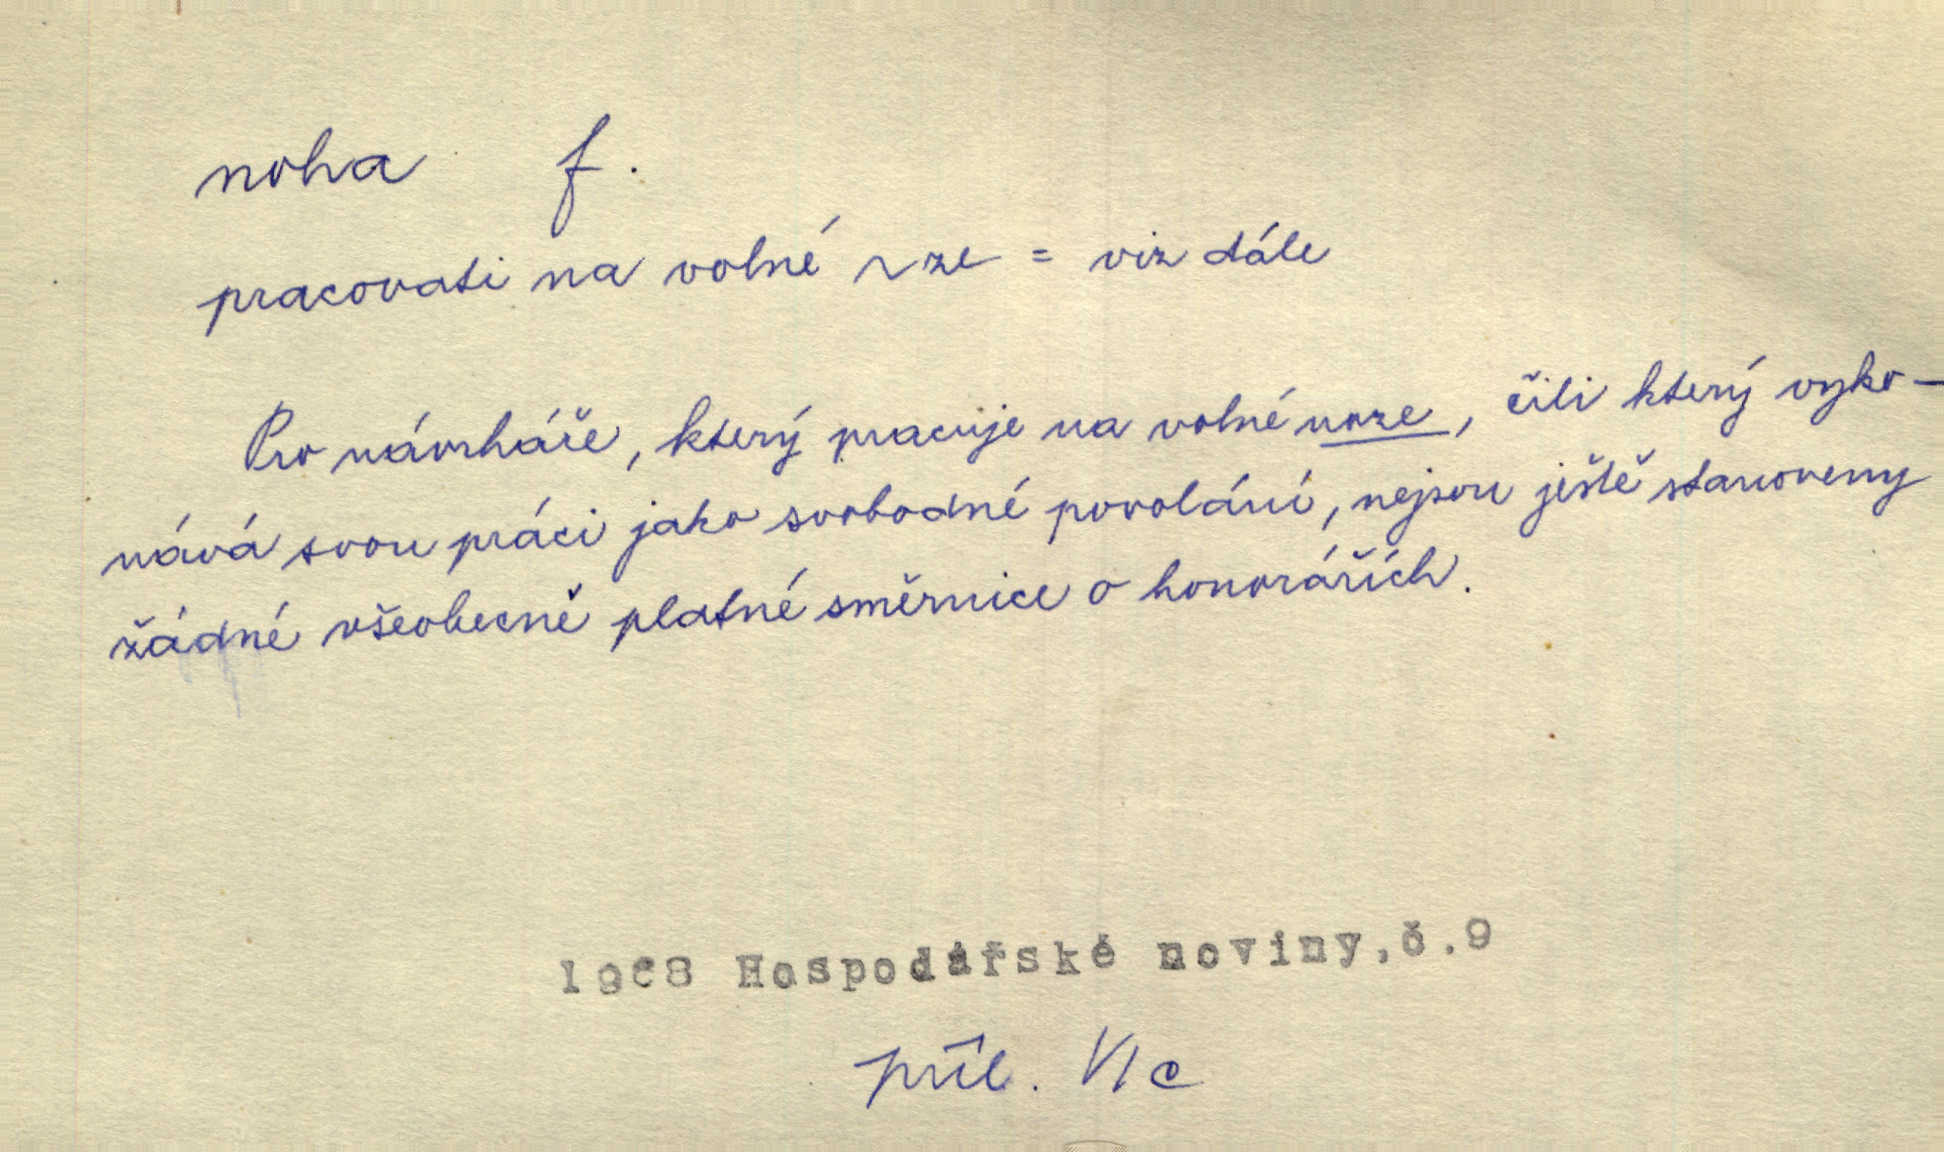 noha f.
pracovati na volné ~ze = viz dále
Pro návrháře, který pracuje na volné noze, čili který vyko-
nává svou práci jako svobodné povolání, nejsou ještě stanoveny
žádné všeobecně platné směrnice o honorářích.
1968 Hospodářské noviny,č.9
příl. VI c